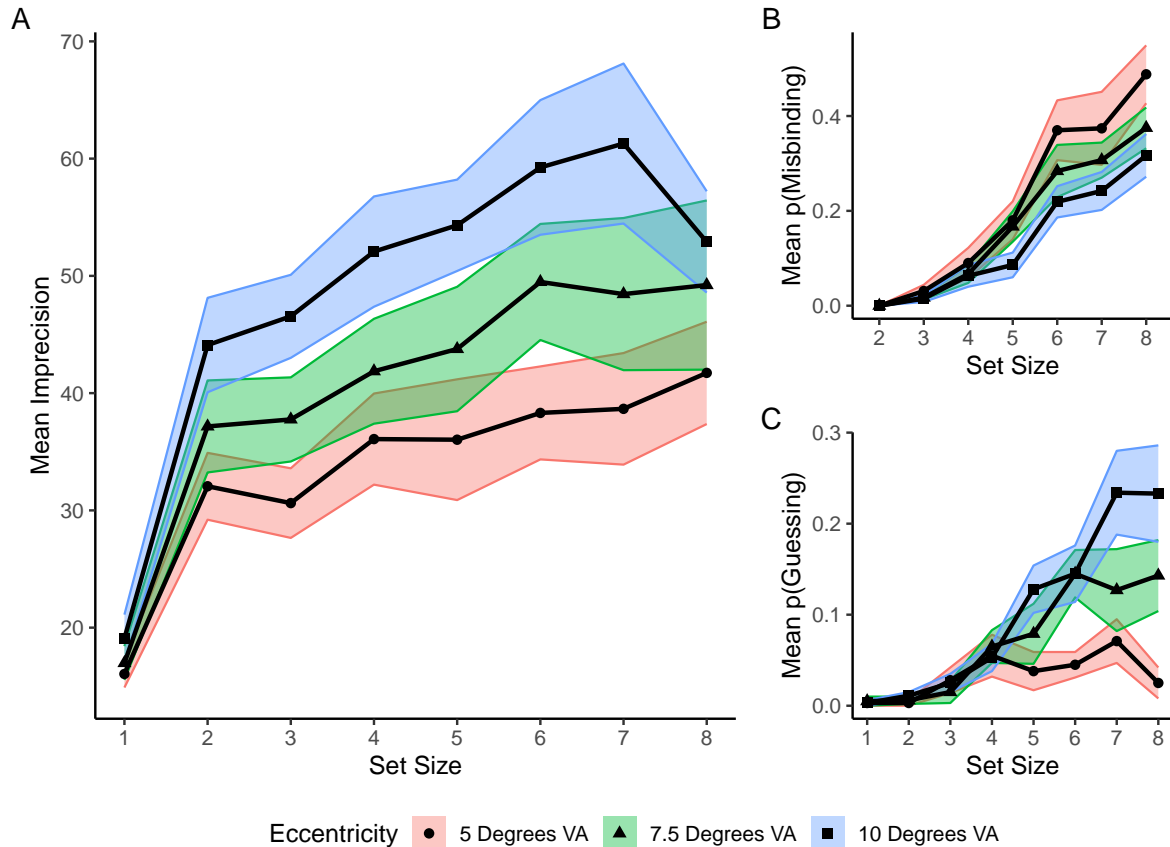 A
Mean Imprecision
70
60
50
40
30
20
1 2 3 4 5 6 7 8
Set Size
B
Mean p(Misbinding)
0.4
0.2
0.0
2 3 4 5 6 7 8
Set Size
C
Mean p(Guessing)
0.3
0.2
0.1
0.0
1 2 3 4 5 6 7 8
Set Size
Eccentricity 5 Degrees VA 7.5 Degrees VA 10 Degrees VA